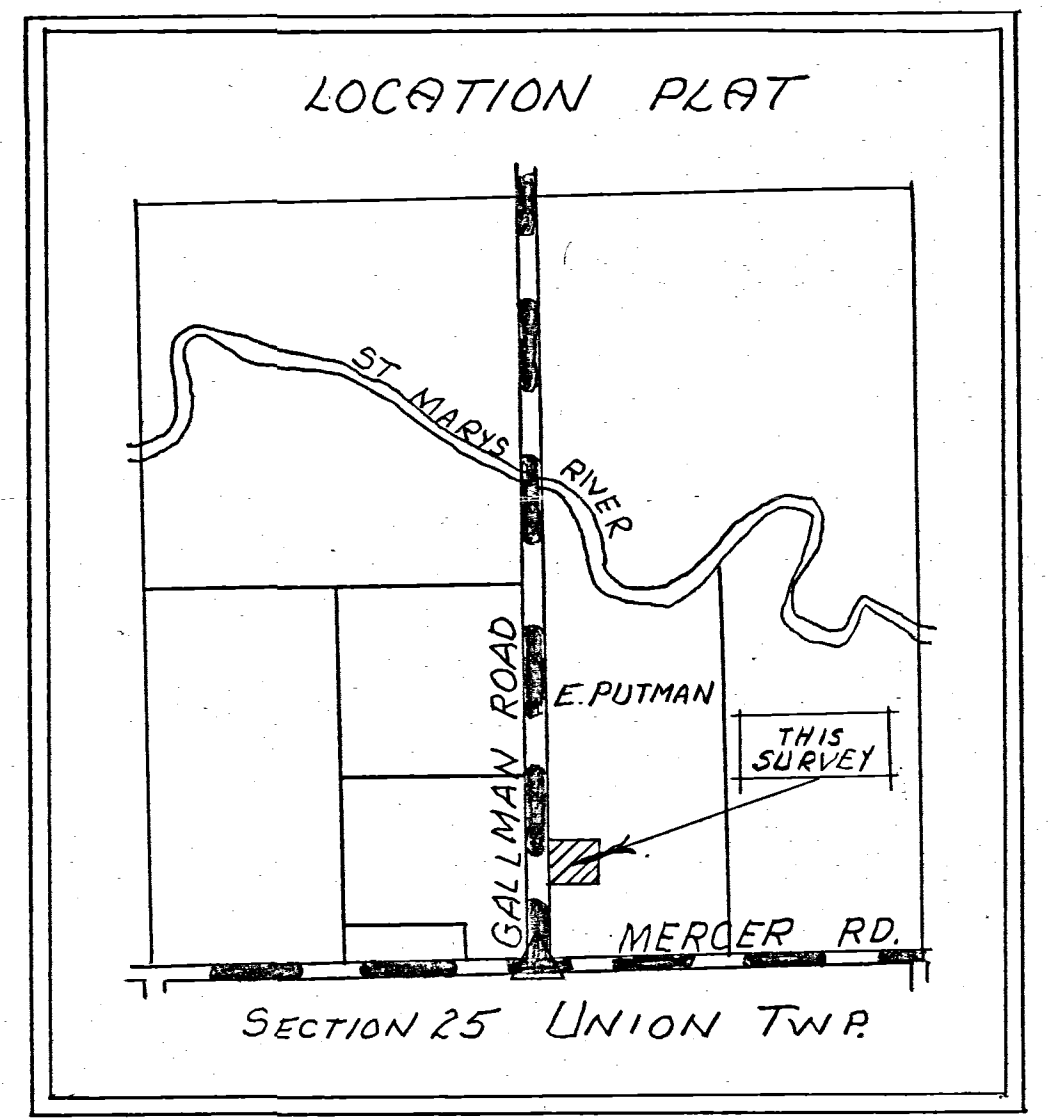 LOCATION PLAT
ST MARYS RIVER
GALLMAN ROAD
E. PUTMAN
THIS
SURVEY
MERCER RD.
SECTION 25 UNION TWP.